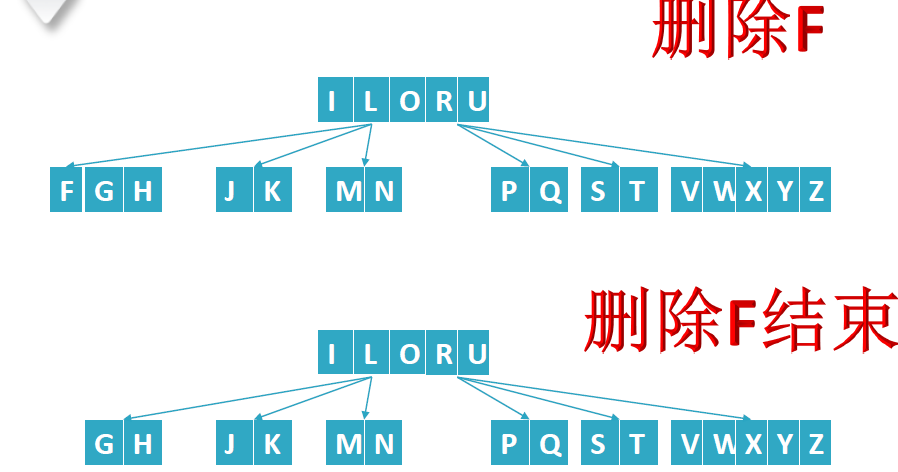 删除F
I L O R U
F G H J K M N P Q S T V W X Y Z
删除F结束
I L O R U
G H J K M N P Q S T V W X Y Z